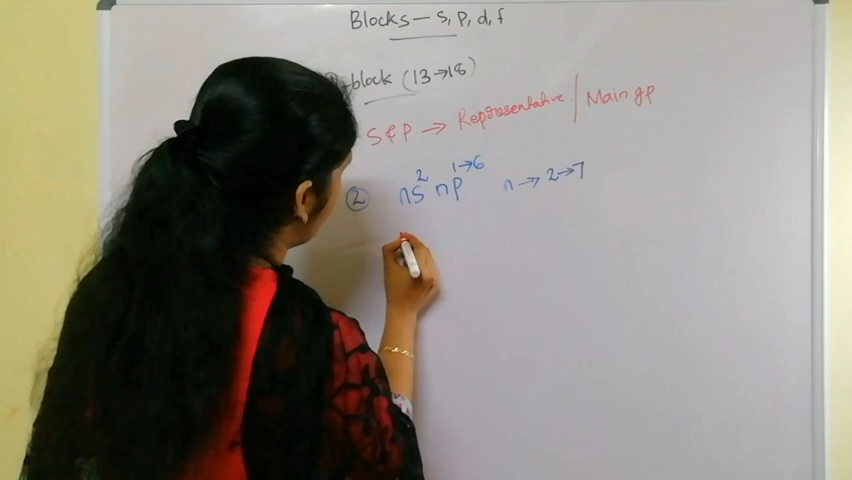 Blocks — s, p, d, f
-block (13→18)
S & P → Representative / Main gp
② ns² np¹→⁶ n → 2→7